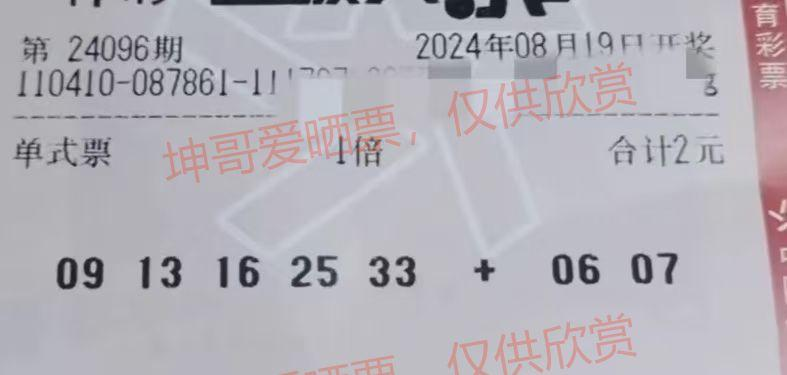 第 24096期 2024年08月19日开奖
110410-087861-11
单式票 1倍 合计2元
坤哥爱晒票，仅供欣赏
09 13 16 25 33 + 06 07
坤哥爱晒票，仅供欣赏
育彩票